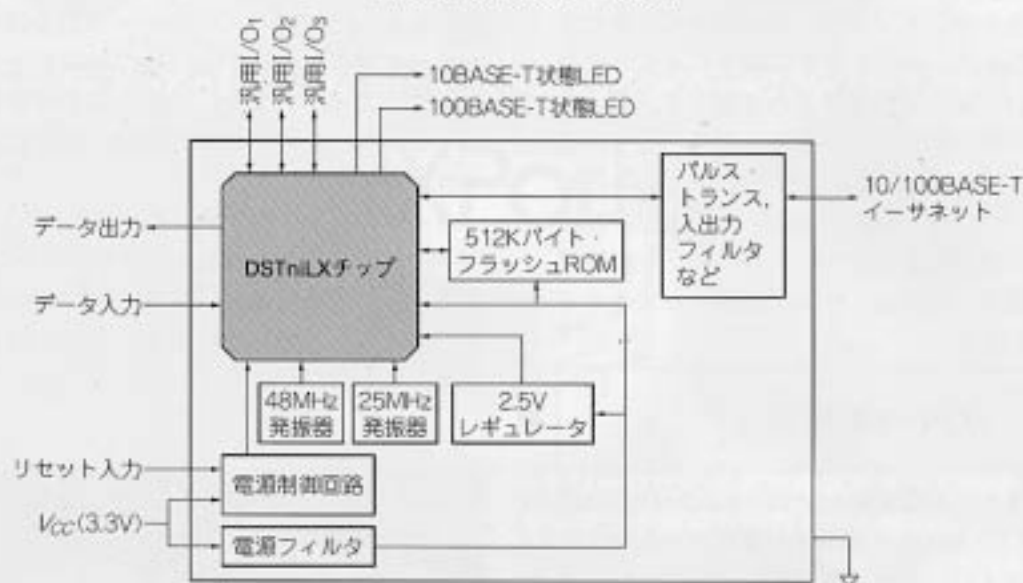 汎用I/O1
汎用I/O2
汎用I/O3
10BASE-T状態LED
100BASE-T状態LED
パルス・
トランス,
入出力
フィルタ
など
10/100BASE-T
イーサネット
データ出力
512Kバイト・
フラッシュROM
DSTniLXチップ
データ入力
48MHz
発振器
25MHz
発振器
2.5V
レギュレータ
リセット入力
電源制御回路
VCC(3.3V)
電源フィルタ